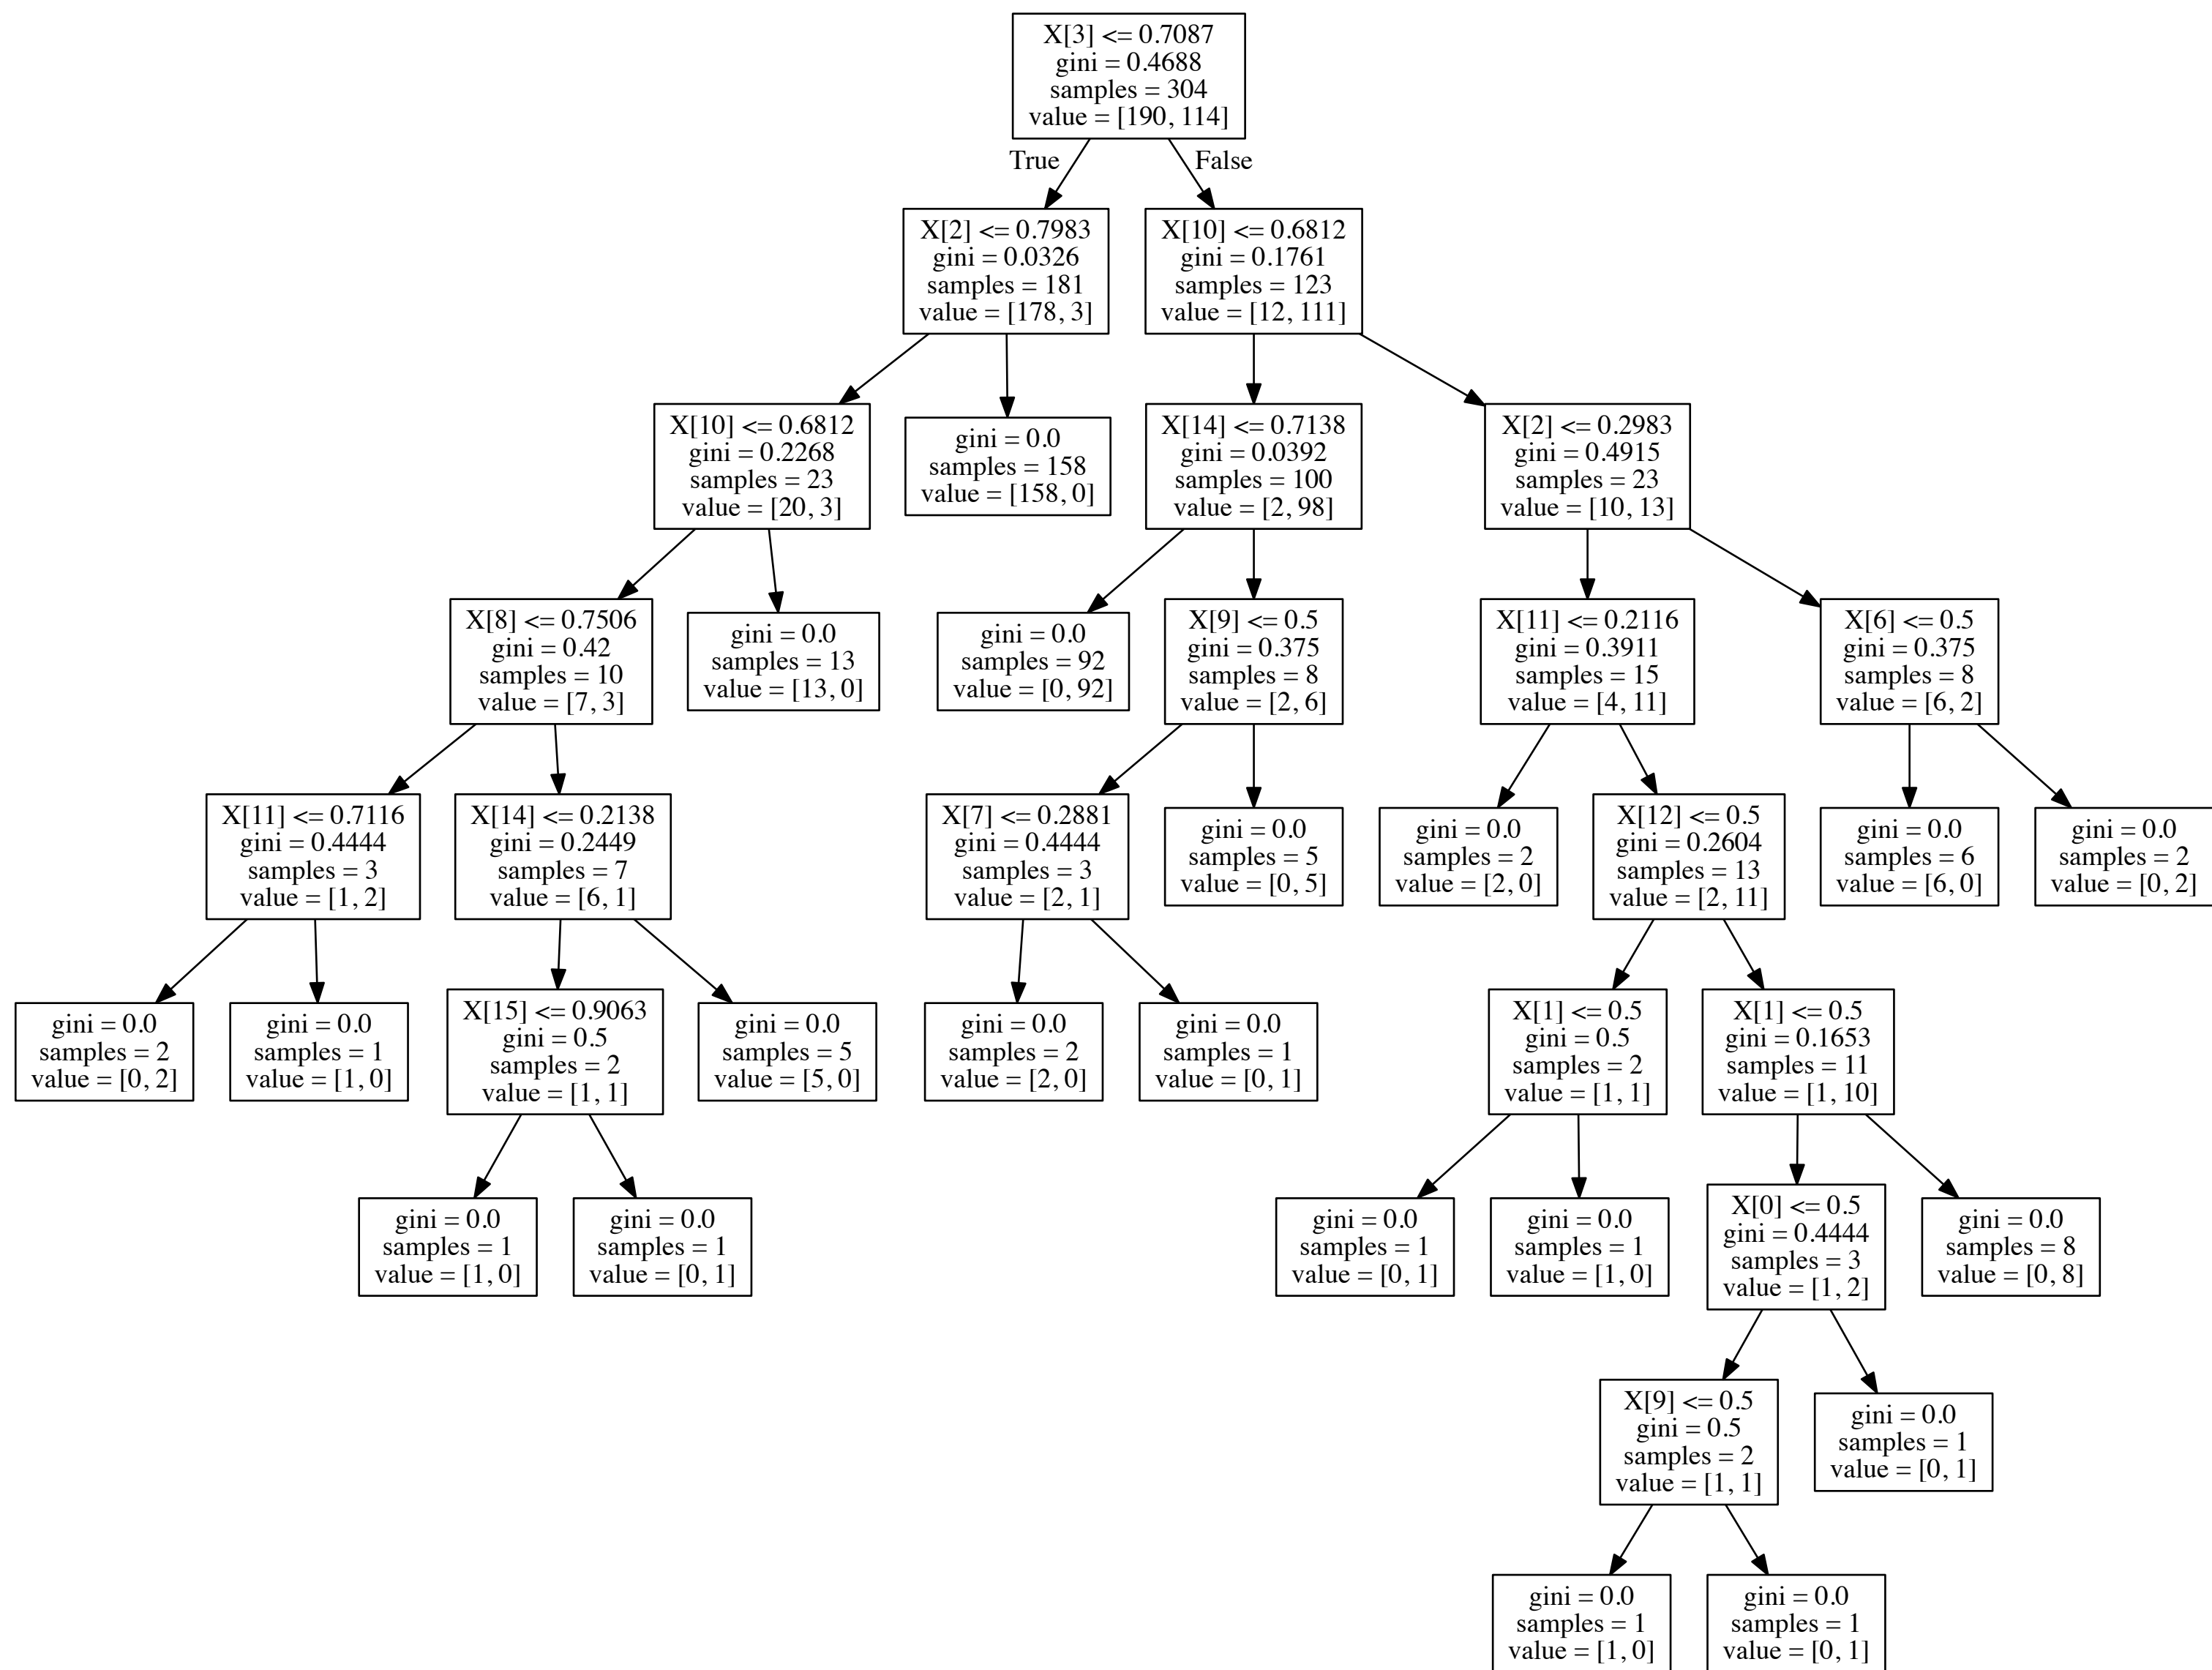 X[3] <= 0.7087
gini = 0.4688
samples = 304
value = [190, 114]
True
False
X[2] <= 0.7983
gini = 0.0326
samples = 181
value = [178, 3]
X[10] <= 0.6812
gini = 0.1761
samples = 123
value = [12, 111]
X[10] <= 0.6812
gini = 0.2268
samples = 23
value = [20, 3]
gini = 0.0
samples = 158
value = [158, 0]
X[14] <= 0.7138
gini = 0.0392
samples = 100
value = [2, 98]
X[2] <= 0.2983
gini = 0.4915
samples = 23
value = [10, 13]
X[8] <= 0.7506
gini = 0.42
samples = 10
value = [7, 3]
gini = 0.0
samples = 13
value = [13, 0]
gini = 0.0
samples = 92
value = [0, 92]
X[9] <= 0.5
gini = 0.375
samples = 8
value = [2, 6]
X[11] <= 0.2116
gini = 0.3911
samples = 15
value = [4, 11]
X[6] <= 0.5
gini = 0.375
samples = 8
value = [6, 2]
X[11] <= 0.7116
gini = 0.4444
samples = 3
value = [1, 2]
X[14] <= 0.2138
gini = 0.2449
samples = 7
value = [6, 1]
X[7] <= 0.2881
gini = 0.4444
samples = 3
value = [2, 1]
gini = 0.0
samples = 5
value = [0, 5]
gini = 0.0
samples = 2
value = [2, 0]
X[12] <= 0.5
gini = 0.2604
samples = 13
value = [2, 11]
gini = 0.0
samples = 6
value = [6, 0]
gini = 0.0
samples = 2
value = [0, 2]
gini = 0.0
samples = 2
value = [0, 2]
gini = 0.0
samples = 1
value = [1, 0]
X[15] <= 0.9063
gini = 0.5
samples = 2
value = [1, 1]
gini = 0.0
samples = 5
value = [5, 0]
gini = 0.0
samples = 2
value = [2, 0]
gini = 0.0
samples = 1
value = [0, 1]
X[1] <= 0.5
gini = 0.5
samples = 2
value = [1, 1]
X[1] <= 0.5
gini = 0.1653
samples = 11
value = [1, 10]
gini = 0.0
samples = 1
value = [1, 0]
gini = 0.0
samples = 1
value = [0, 1]
gini = 0.0
samples = 1
value = [0, 1]
gini = 0.0
samples = 1
value = [1, 0]
X[0] <= 0.5
gini = 0.4444
samples = 3
value = [1, 2]
gini = 0.0
samples = 8
value = [0, 8]
X[9] <= 0.5
gini = 0.5
samples = 2
value = [1, 1]
gini = 0.0
samples = 1
value = [0, 1]
gini = 0.0
samples = 1
value = [1, 0]
gini = 0.0
samples = 1
value = [0, 1]